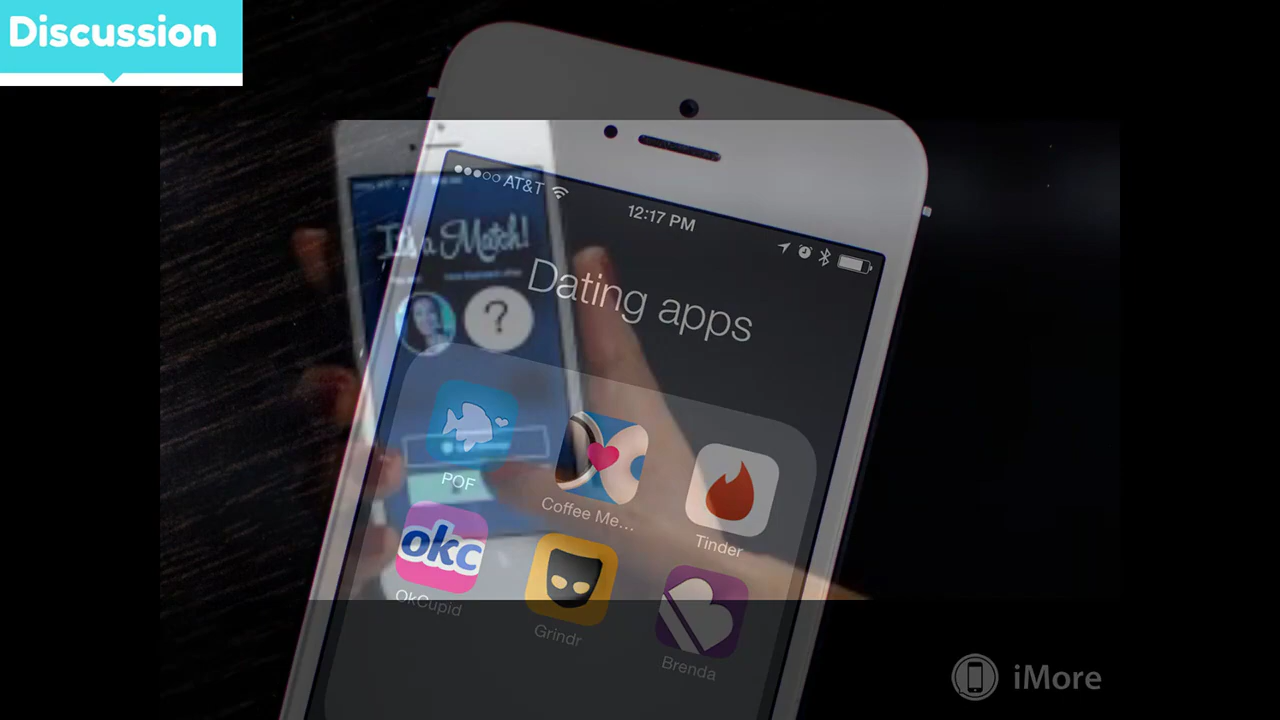 Discussion
AT&T
12:17 PM
It's a Match!
Dating apps
?
POF
Coffee Me...
Tinder
okc
OkCupid
Grindr
Brenda
iMore